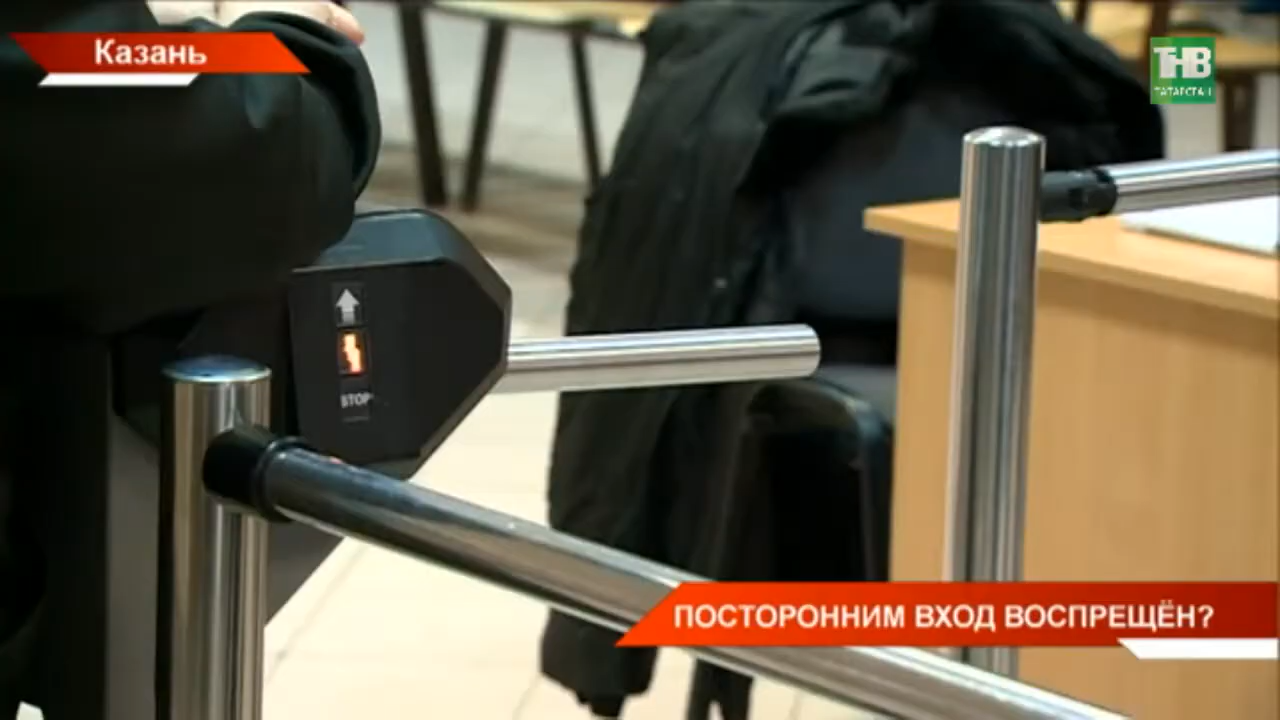 Казань
ТНВ
ТАТАРСТАН
STOP
ПОСТОРОННИМ ВХОД ВОСПРЕЩЁН?